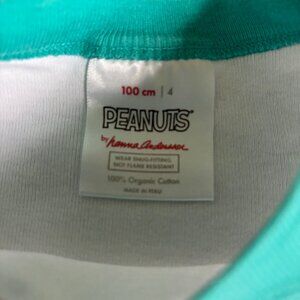 100 cm | 4
PEANUTS
by hanna Andersson
WEAR SNUG-FITTING,
NOT FLAME RESISTANT
100% Organic Cotton
MADE IN PERU